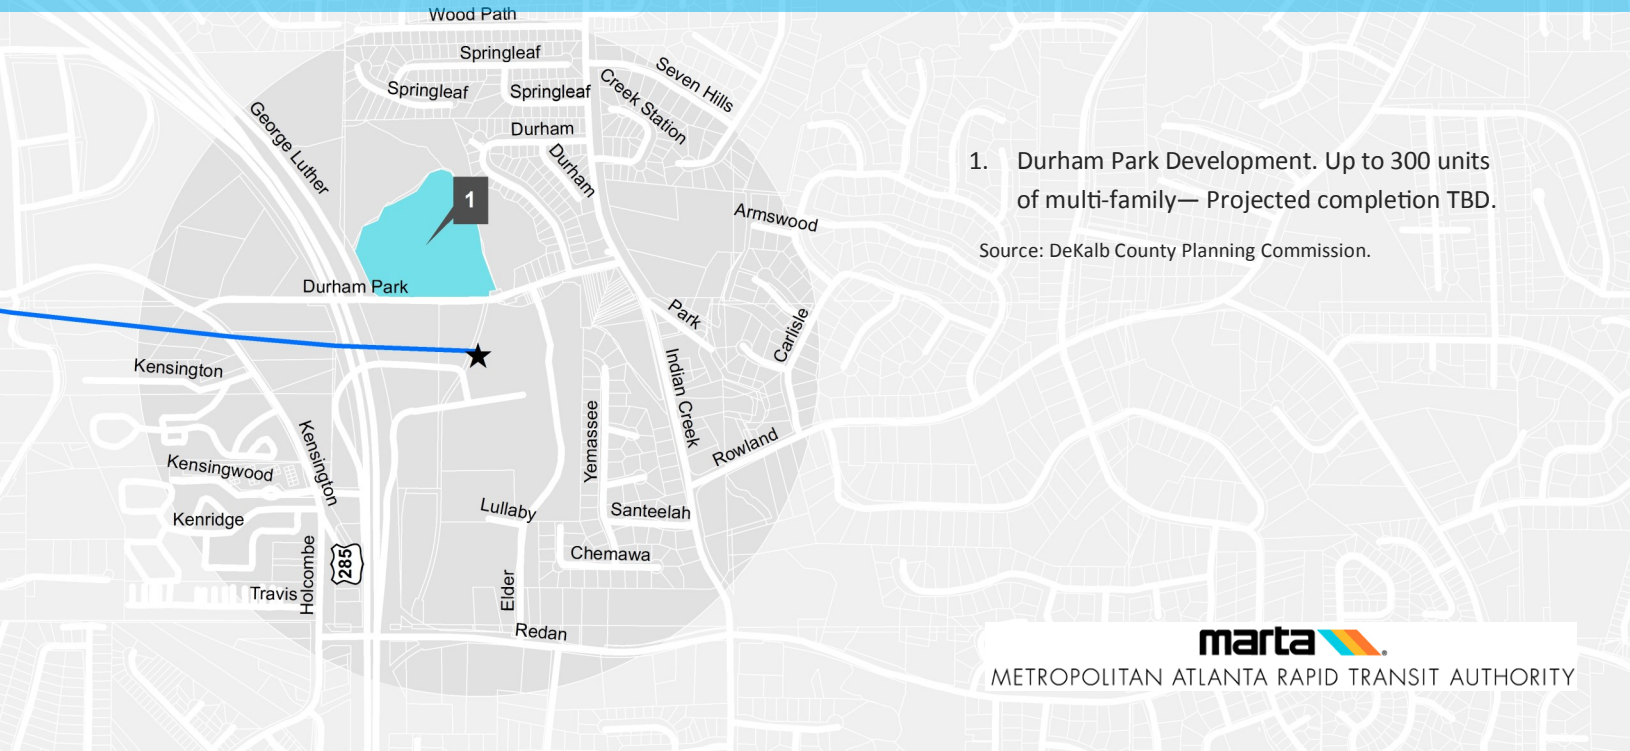 Wood Path
Springleaf
Springleaf
Springleaf
Seven Hills
Creek Station
George Luther
Durham
Durham
1
Armswood
Durham Park
Park
Carlisle
Kensington
Indian Creek
Kensington
Yemassee
Rowland
Kensingwood
Lullaby
Santeelah
Kenridge
Chemawa
Holcombe
285
Elder
Travis
Redan
1. Durham Park Development. Up to 300 units
of multi-family— Projected completion TBD.
Source: DeKalb County Planning Commission.
marta
METROPOLITAN ATLANTA RAPID TRANSIT AUTHORITY